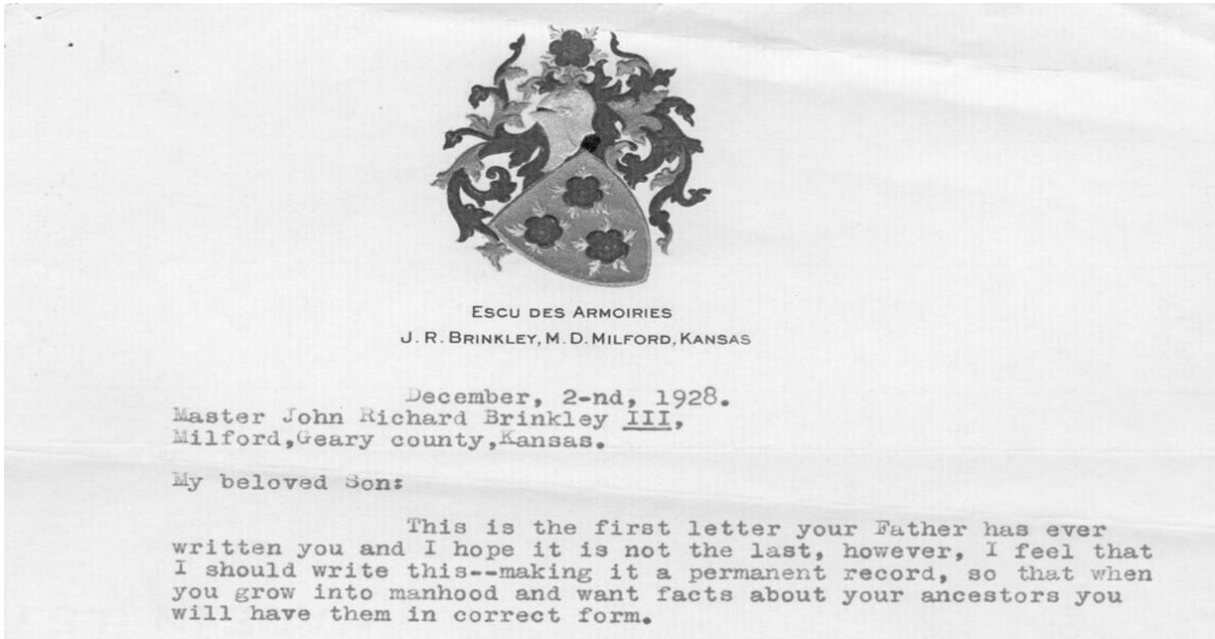 ESCU DES ARMOIRIES
J. R. BRINKLEY, M. D. MILFORD, KANSAS
December, 2-nd, 1928.
Master John Richard Brinkley III,
Milford,Geary county,Kansas.
My beloved Son:
This is the first letter your Father has ever
written you and I hope it is not the last, however, I feel that
I should write this--making it a permanent record, so that when
you grow into manhood and want facts about your ancestors you
will have them in correct form.